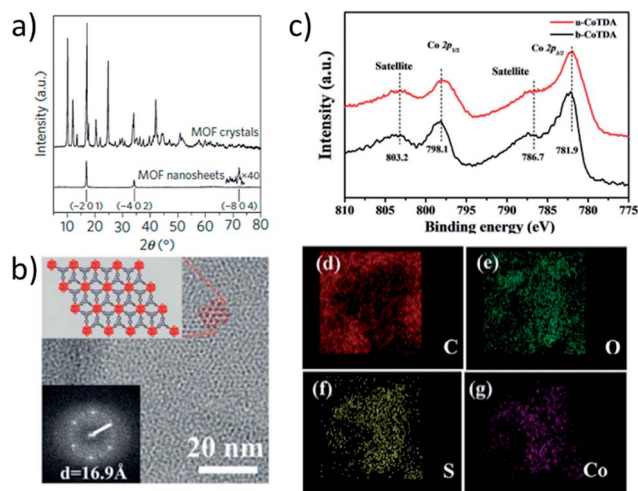 a)
Intensity (a.u.)
MOF crystals
MOF nanosheets
×40
(−2 0 1)
(−4 0 2)
(−8 0 4)
5 10 20 30 40 50 60 70 80
2θ (°)
b)
d=16.9Å
20 nm
c)
Intensity (a.u.)
u-CoTDA
b-CoTDA
Co 2p1/2
Co 2p3/2
Satellite
Satellite
803.2
798.1
786.7
781.9
810 805 800 795 790 785 780 775
Binding energy (eV)
(d)
C
(e)
O
(f)
S
(g)
Co